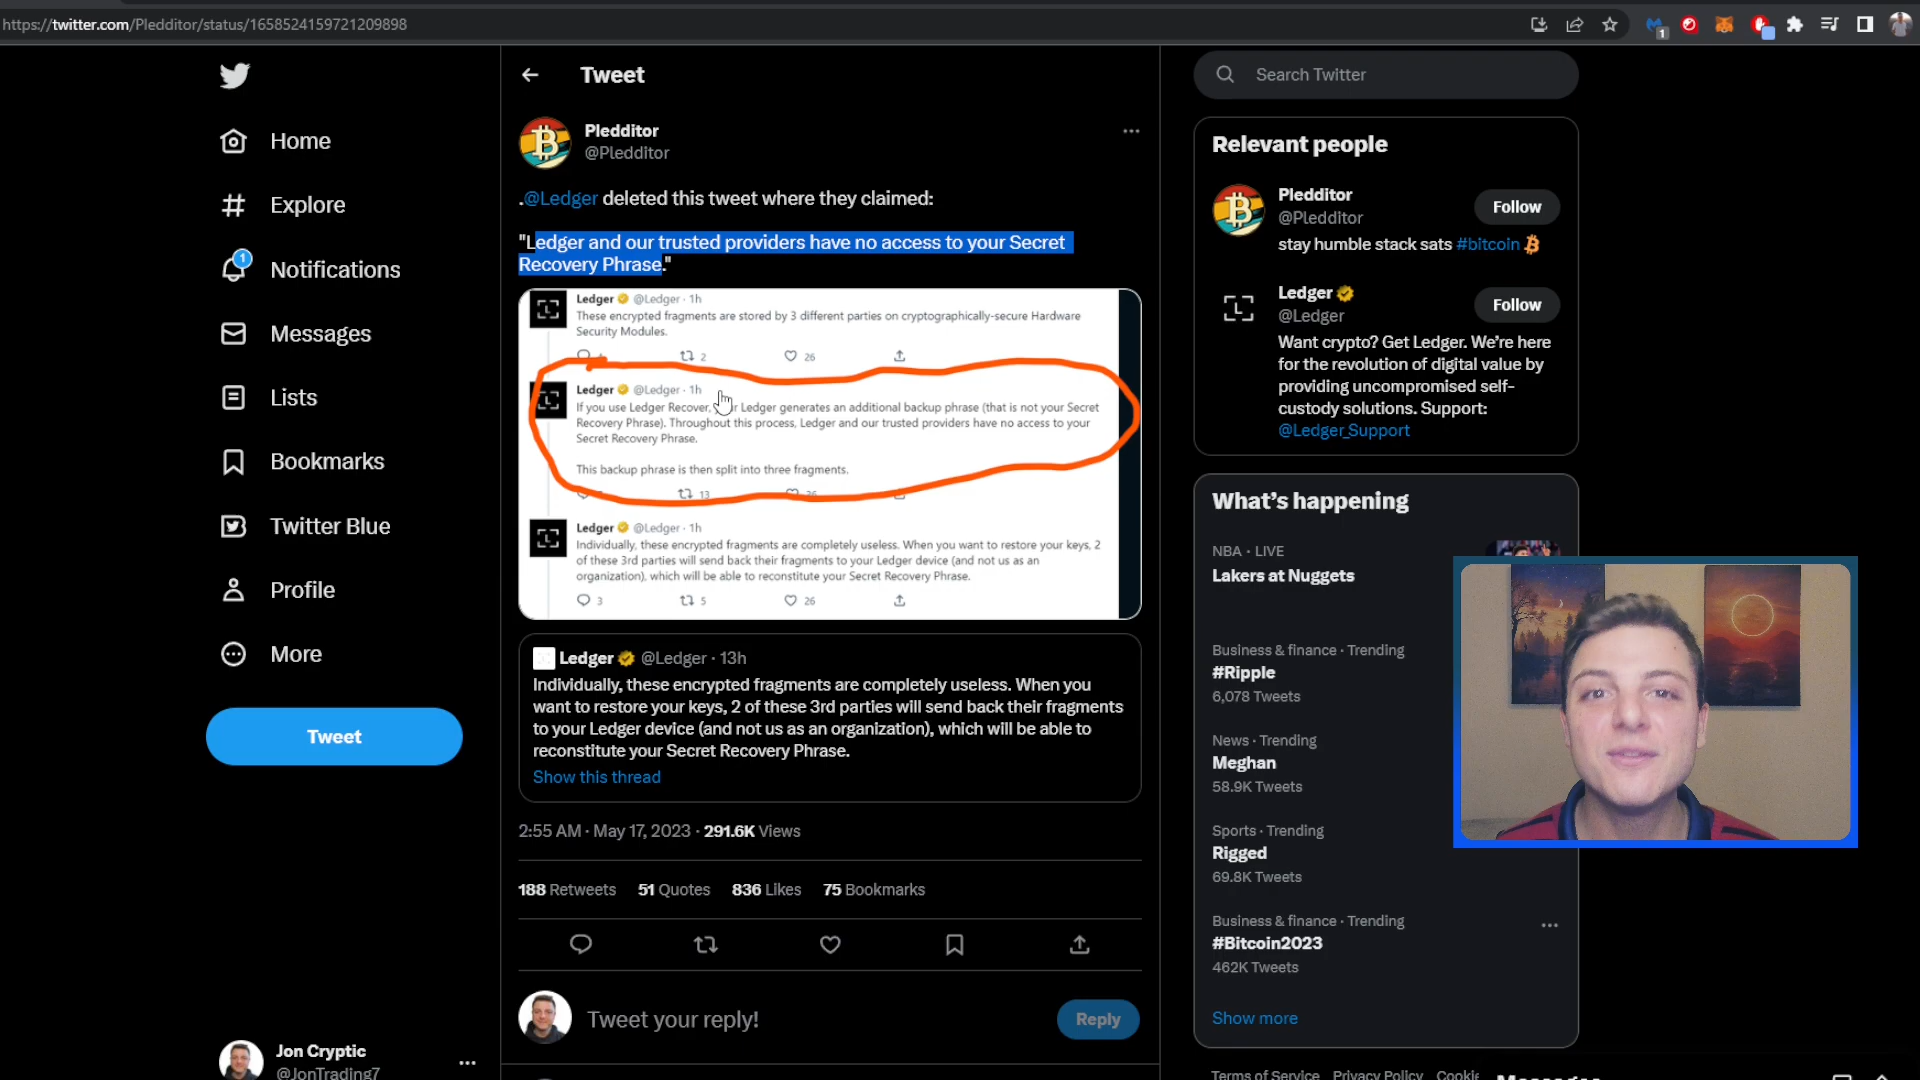 https://twitter.com/Pledditor/status/1658524159721209898
1
Home
Explore
1
Notifications
Messages
Lists
Bookmarks
Twitter Blue
Profile
More
Tweet
Jon Cryptic
@JonTrading7
Tweet
Pledditor
@Pledditor
.@Ledger deleted this tweet where they claimed:
"Ledger and our trusted providers have no access to your Secret
Recovery Phrase."
Ledger @Ledger · 1h
These encrypted fragments are stored by 3 different parties on cryptographically-secure Hardware
Security Modules.
2
26
Ledger @Ledger · 1h
If you use Ledger Recover, Ledger generates an additional backup phrase (that is not your Secret
Recovery Phrase). Throughout this process, Ledger and our trusted providers have no access to your
Secret Recovery Phrase.
This backup phrase is then split into three fragments.
13
26
Ledger @Ledger · 1h
Individually, these encrypted fragments are completely useless. When you want to restore your keys, 2
of these 3rd parties will send back their fragments to your Ledger device (and not us as an
organization), which will be able to reconstitute your Secret Recovery Phrase.
3
5
26
Ledger @Ledger · 13h
Individually, these encrypted fragments are completely useless. When you
want to restore your keys, 2 of these 3rd parties will send back their fragments
to your Ledger device (and not us as an organization), which will be able to
reconstitute your Secret Recovery Phrase.
Show this thread
2:55 AM · May 17, 2023 · 291.6K Views
188 Retweets 51 Quotes 836 Likes 75 Bookmarks
Tweet your reply!
Reply
Search Twitter
Relevant people
Pledditor
@Pledditor
Follow
stay humble stack sats #bitcoin
Ledger
@Ledger
Follow
Want crypto? Get Ledger. We're here
for the revolution of digital value by
providing uncompromised self-
custody solutions. Support:
@Ledger_Support
What's happening
NBA · LIVE
Lakers at Nuggets
Business & finance · Trending
#Ripple
6,078 Tweets
News · Trending
Meghan
58.9K Tweets
Sports · Trending
Rigged
69.8K Tweets
Business & finance · Trending
#Bitcoin2023
462K Tweets
Show more
Terms of Service Privacy Policy